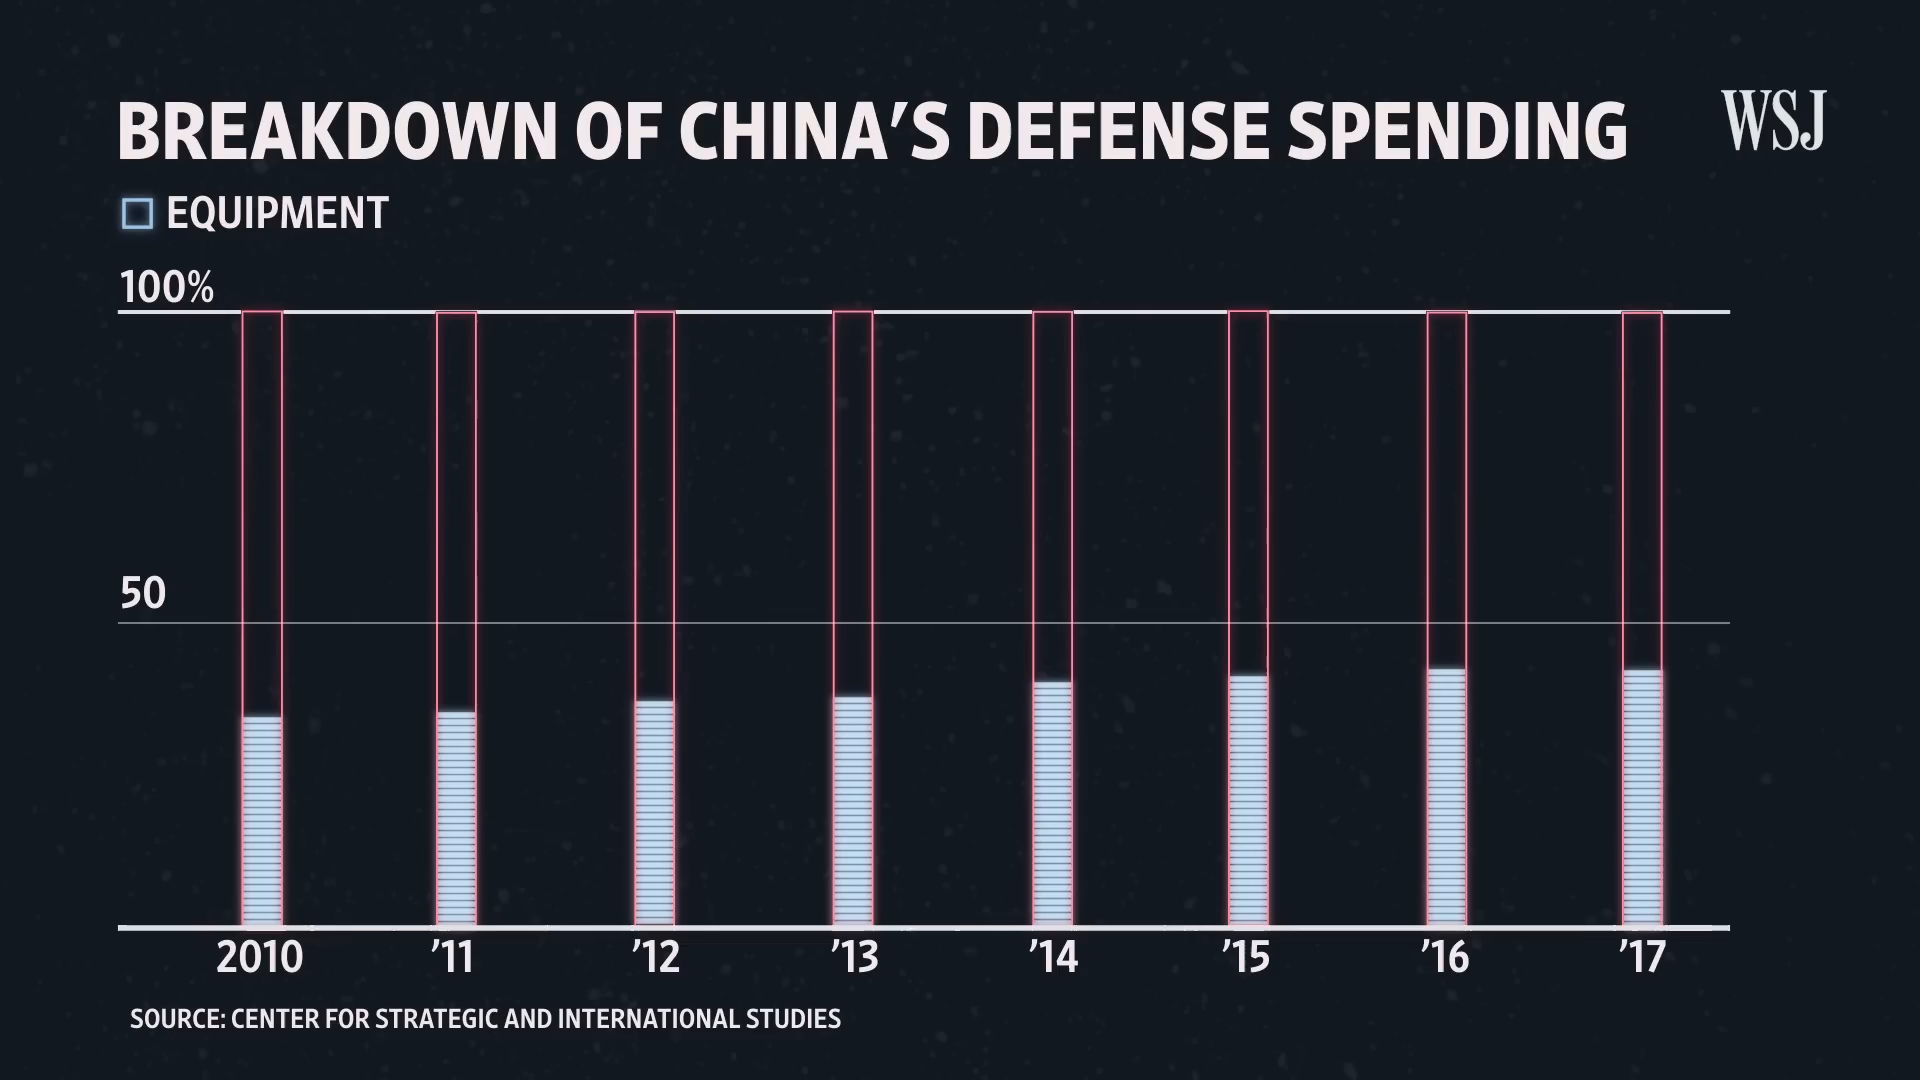 BREAKDOWN OF CHINA’S DEFENSE SPENDING
WSJ
EQUIPMENT
100%
50
2010 ’11 ’12 ’13 ’14 ’15 ’16 ’17
SOURCE: CENTER FOR STRATEGIC AND INTERNATIONAL STUDIES